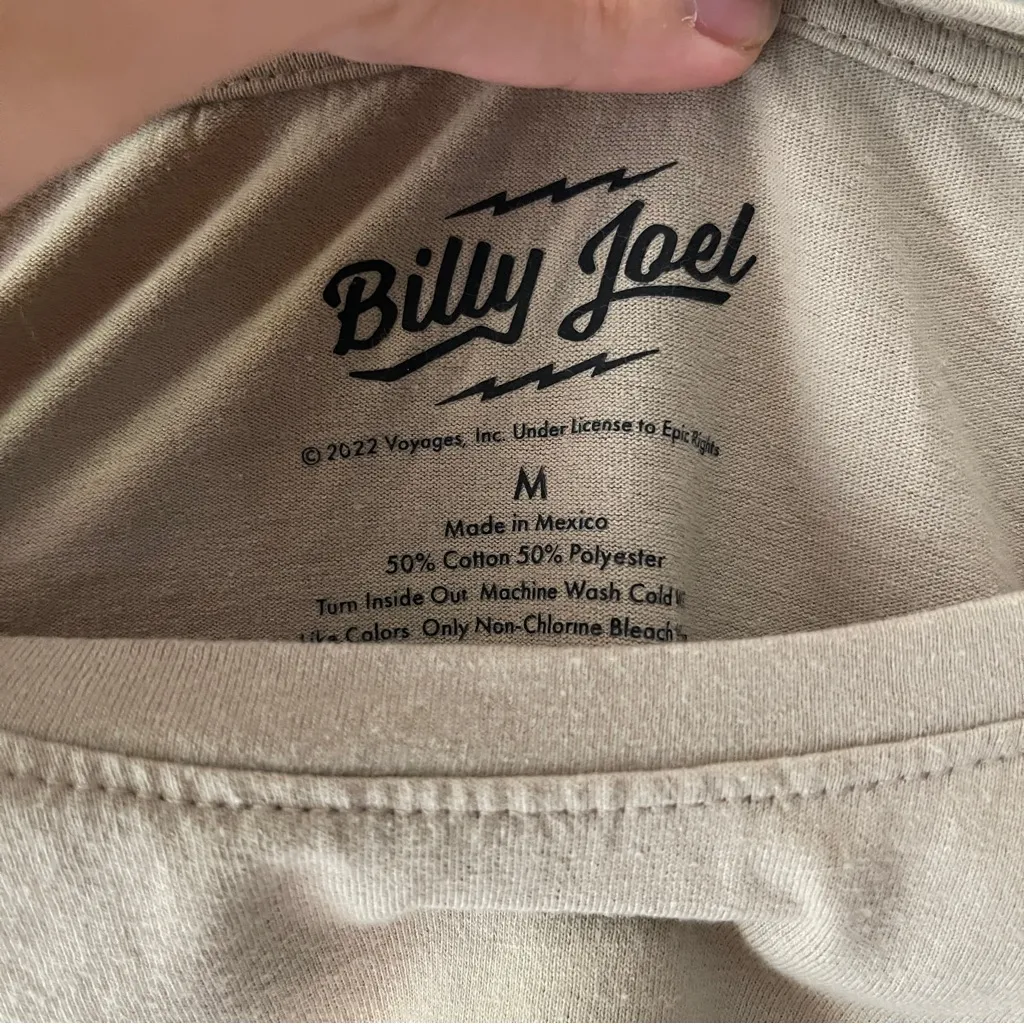 Billy Joel
© 2022 Voyages, Inc. Under License to Epic Rights
M
Made in Mexico
50% Cotton 50% Polyester
Turn Inside Out Machine Wash Cold
Like Colors Only Non-Chlorine Bleach